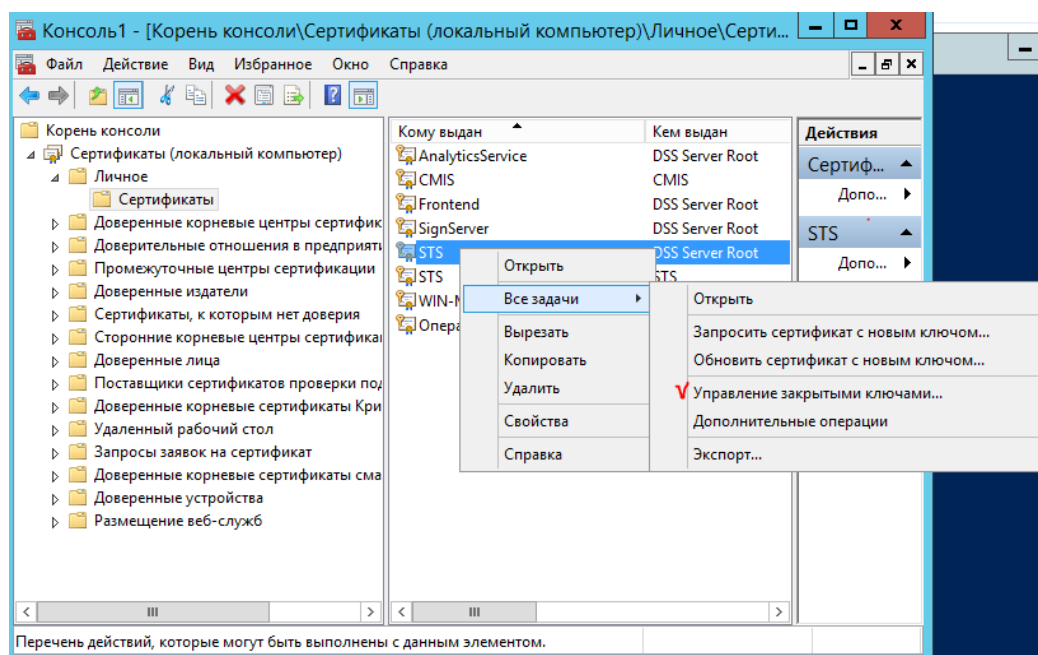 Консоль1 - [Корень консоли\Сертификаты (локальный компьютер)\Личное\Серти...
Файл Действие Вид Избранное Окно Справка
Корень консоли
Сертификаты (локальный компьютер)
Личное
Сертификаты
Доверенные корневые центры сертифик
Доверительные отношения в предприяти
Промежуточные центры сертификации
Доверенные издатели
Сертификаты, к которым нет доверия
Сторонние корневые центры сертификац
Доверенные лица
Поставщики сертификатов проверки под
Доверенные корневые сертификаты Кри
Удаленный рабочий стол
Запросы заявок на сертификат
Доверенные корневые сертификаты сма
Доверенные устройства
Размещение веб-служб
Кому выдан Кем выдан
AnalyticsService DSS Server Root
CMIS CMIS
Frontend DSS Server Root
SignServer DSS Server Root
STS DSS Server Root
STS STS
WIN-
Опера
Открыть
Все задачи
Вырезать
Копировать
Удалить
Свойства
Справка
Открыть
Запросить сертификат с новым ключом...
Обновить сертификат с новым ключом...
Управление закрытыми ключами...
Дополнительные операции
Экспорт...
Действия
Сертиф...
Допо...
STS
Допо...
Перечень действий, которые могут быть выполнены с данным элементом.